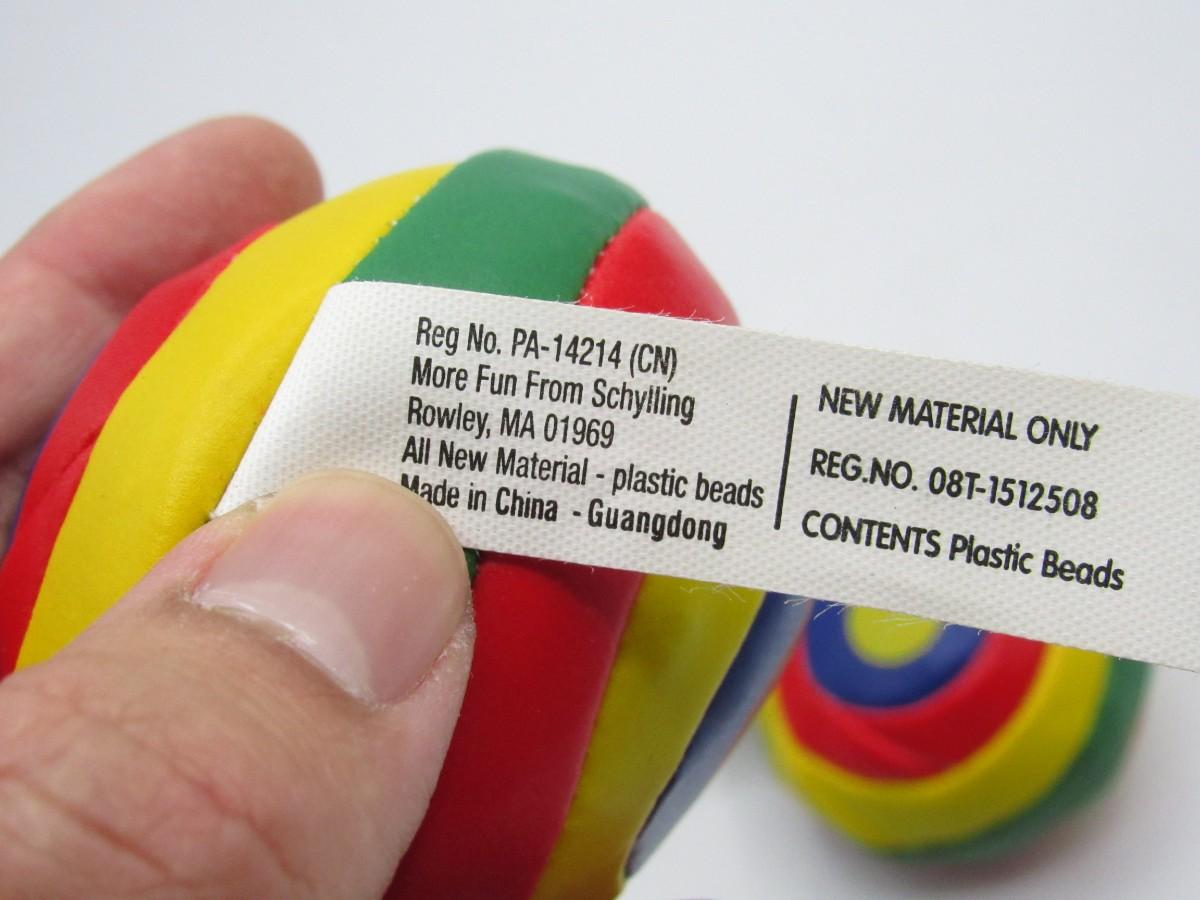 Reg No. PA-14214 (CN)
More Fun From Schylling
Rowley, MA 01969
All New Material - plastic beads
Made in China - Guangdong
NEW MATERIAL ONLY
REG.NO. 08T-1512508
CONTENTS Plastic Beads